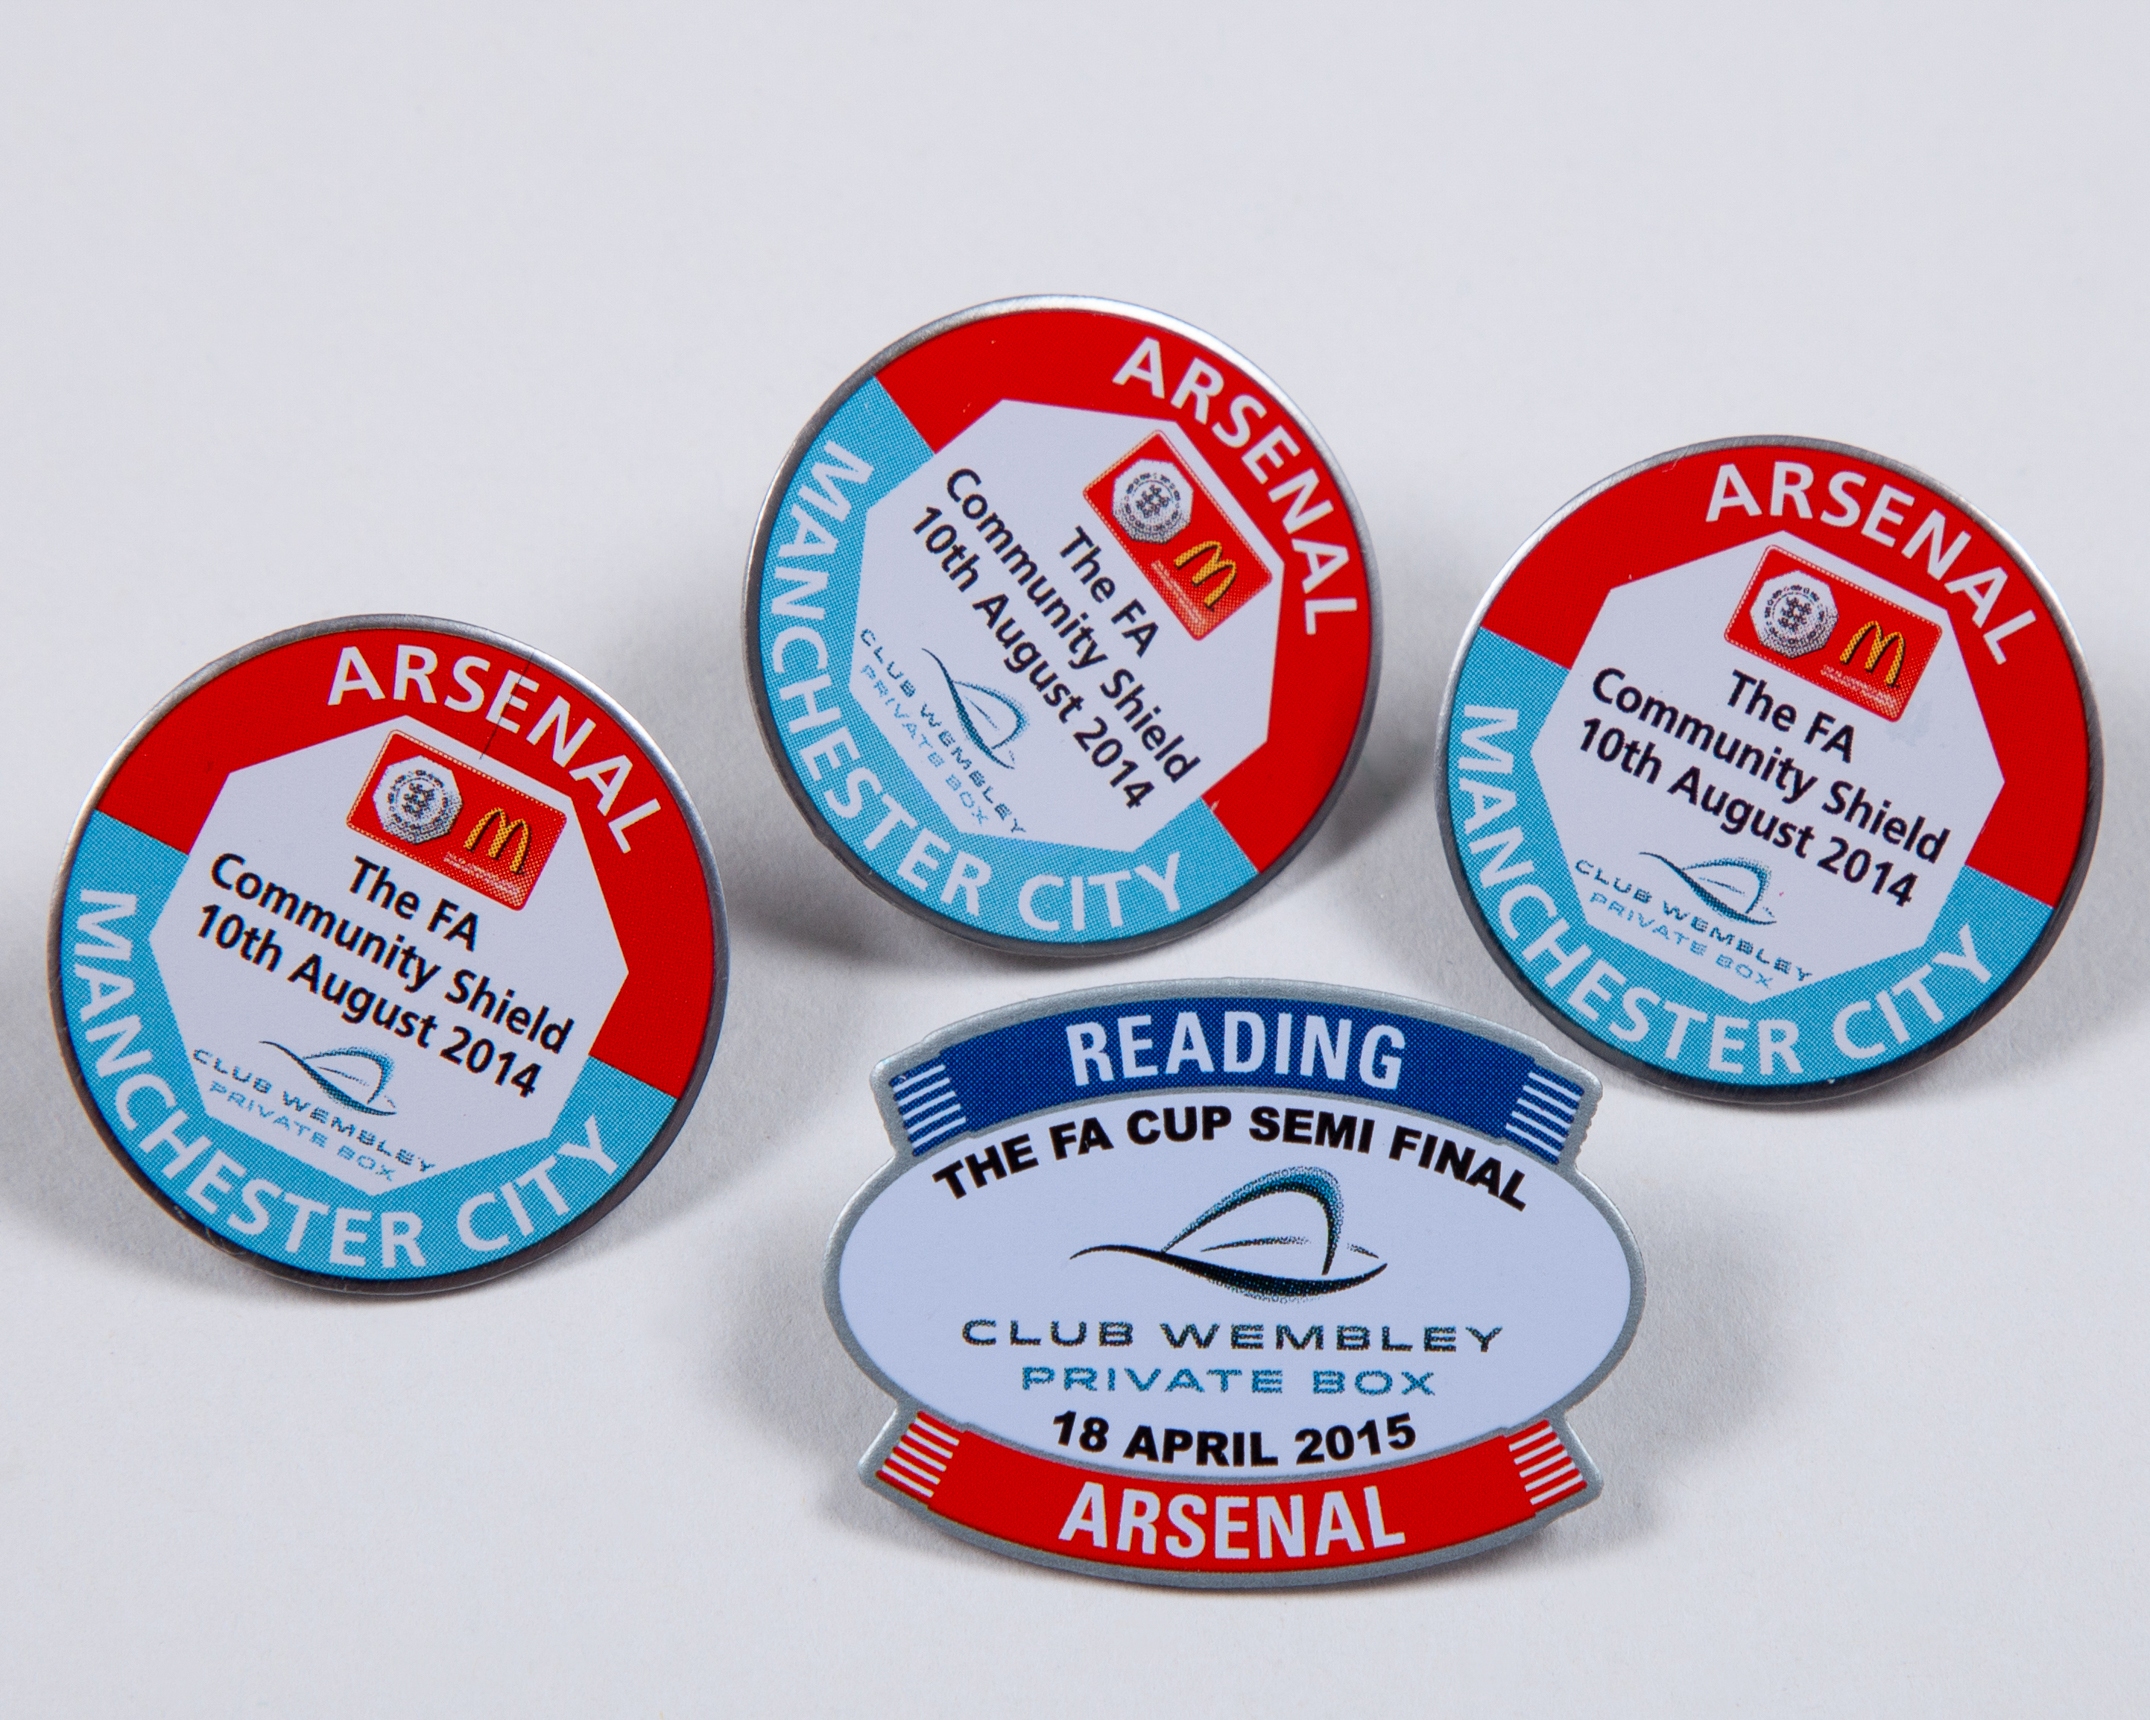 ARSENAL
The FA
Community Shield
10th August 2014
CLUB WEMBLEY
PRIVATE BOX
MANCHESTER CITY
ARSENAL
The FA
Community Shield
10th August 2014
CLUB WEMBLEY
PRIVATE BOX
MANCHESTER CITY
ARSENAL
The FA
Community Shield
10th August 2014
CLUB WEMBLEY
PRIVATE BOX
MANCHESTER CITY
READING
THE FA CUP SEMI FINAL
CLUB WEMBLEY
PRIVATE BOX
18 APRIL 2015
ARSENAL